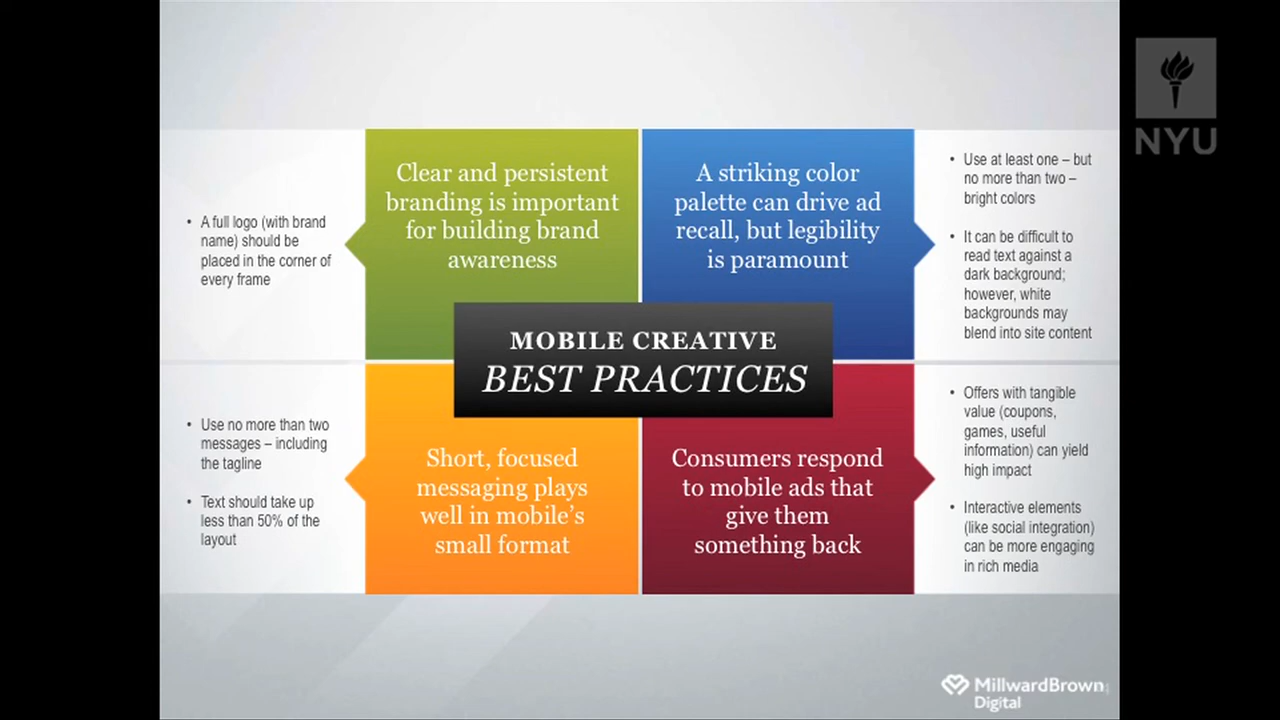 NYU
Clear and persistent
branding is important
for building brand
awareness
• A full logo (with brand
name) should be
placed in the corner of
every frame
A striking color
palette can drive ad
recall, but legibility
is paramount
• Use at least one – but
no more than two –
bright colors
• It can be difficult to
read text against a
dark background;
however, white
backgrounds may
blend into site content
MOBILE CREATIVE
BEST PRACTICES
• Use no more than two
messages – including
the tagline
• Text should take up
less than 50% of the
layout
Short, focused
messaging plays
well in mobile’s
small format
Consumers respond
to mobile ads that
give them
something back
• Offers with tangible
value (coupons,
games, useful
information) can yield
high impact
• Interactive elements
(like social integration)
can be more engaging
in rich media
MillwardBrown
Digital